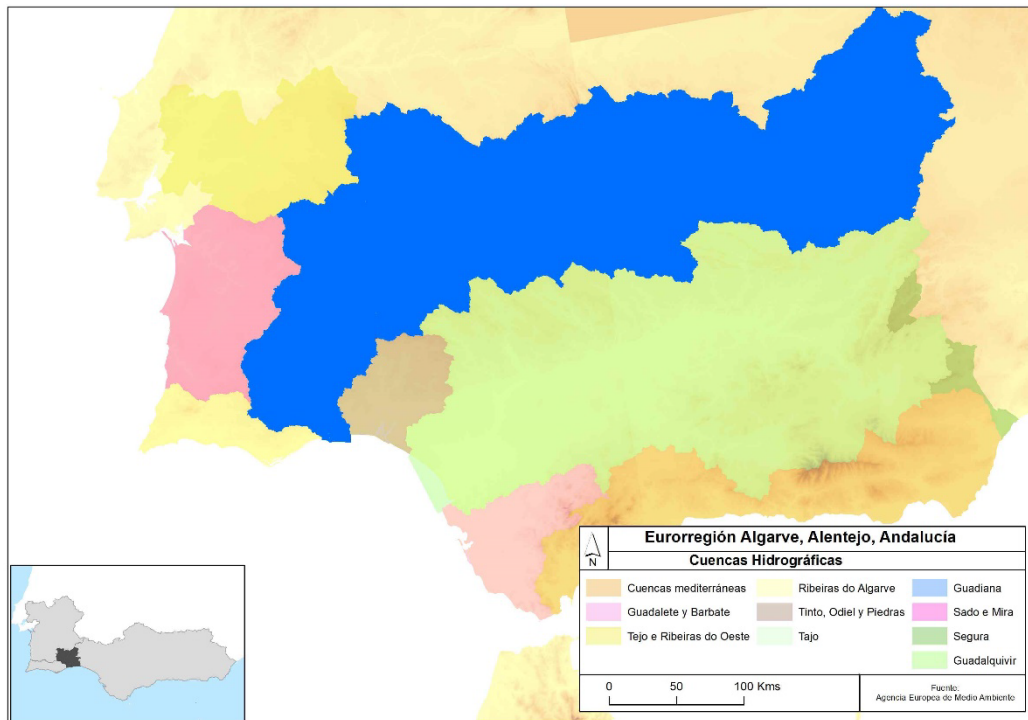 Eurorregión Algarve, Alentejo, Andalucía
Cuencas Hidrográficas
N
Cuencas mediterráneas
Ribeiras do Algarve
Guadiana
Guadalete y Barbate
Tinto, Odiel y Piedras
Sado e Mira
Tejo e Ribeiras do Oeste
Tajo
Segura
Guadalquivir
0 50 100 Kms
Fuente:
Agencia Europea de Medio Ambiente